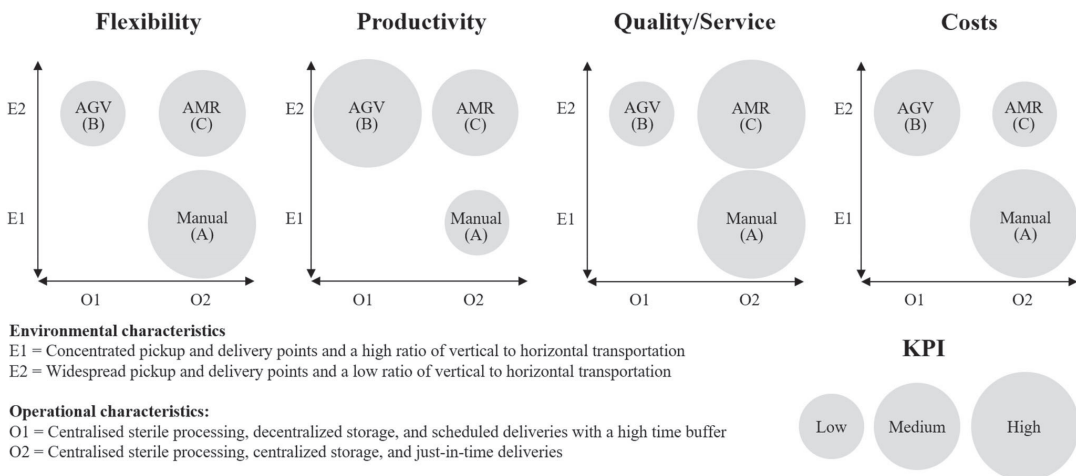 Flexibility
Productivity
Quality/Service
Costs
E2
AGV
(B)
AMR
(C)
E1
Manual
(A)
O1
O2
E2
AGV
(B)
AMR
(C)
E1
Manual
(A)
O1
O2
E2
AGV
(B)
AMR
(C)
E1
Manual
(A)
O1
O2
E2
AGV
(B)
AMR
(C)
E1
Manual
(A)
O1
O2
Environmental characteristics
E1 = Concentrated pickup and delivery points and a high ratio of vertical to horizontal transportation
E2 = Widespread pickup and delivery points and a low ratio of vertical to horizontal transportation
Operational characteristics:
O1 = Centralised sterile processing, decentralized storage, and scheduled deliveries with a high time buffer
O2 = Centralised sterile processing, centralized storage, and just-in-time deliveries
KPI
Low
Medium
High